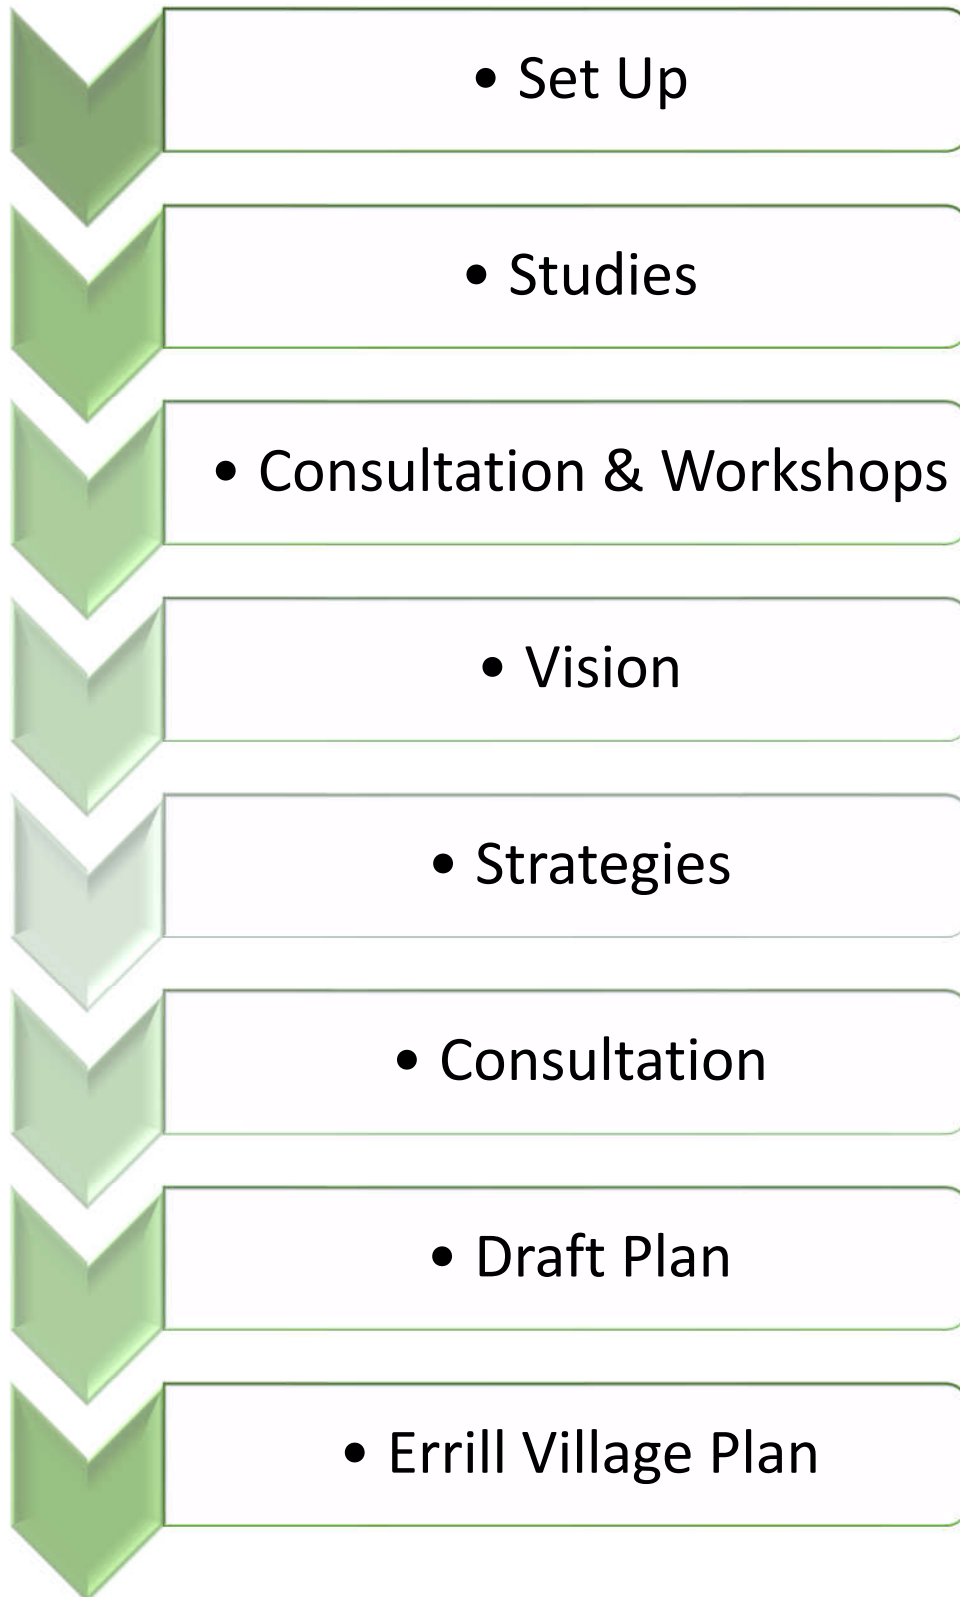 • Set Up
• Studies
• Consultation & Workshops
• Vision
• Strategies
• Consultation
• Draft Plan
• Errill Village Plan